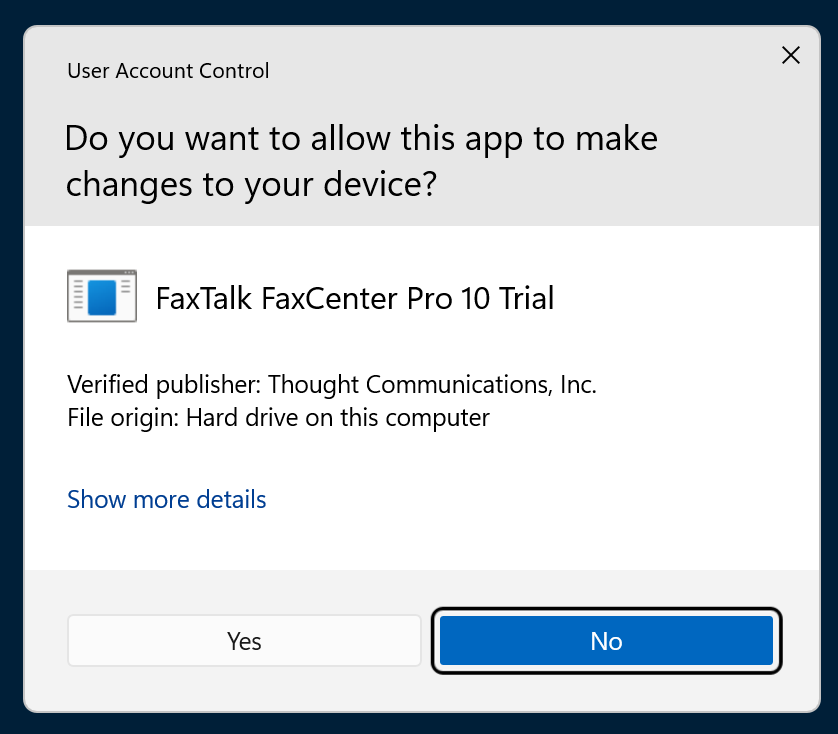 User Account Control
Do you want to allow this app to make
changes to your device?
FaxTalk FaxCenter Pro 10 Trial
Verified publisher: Thought Communications, Inc.
File origin: Hard drive on this computer
Show more details
Yes
No